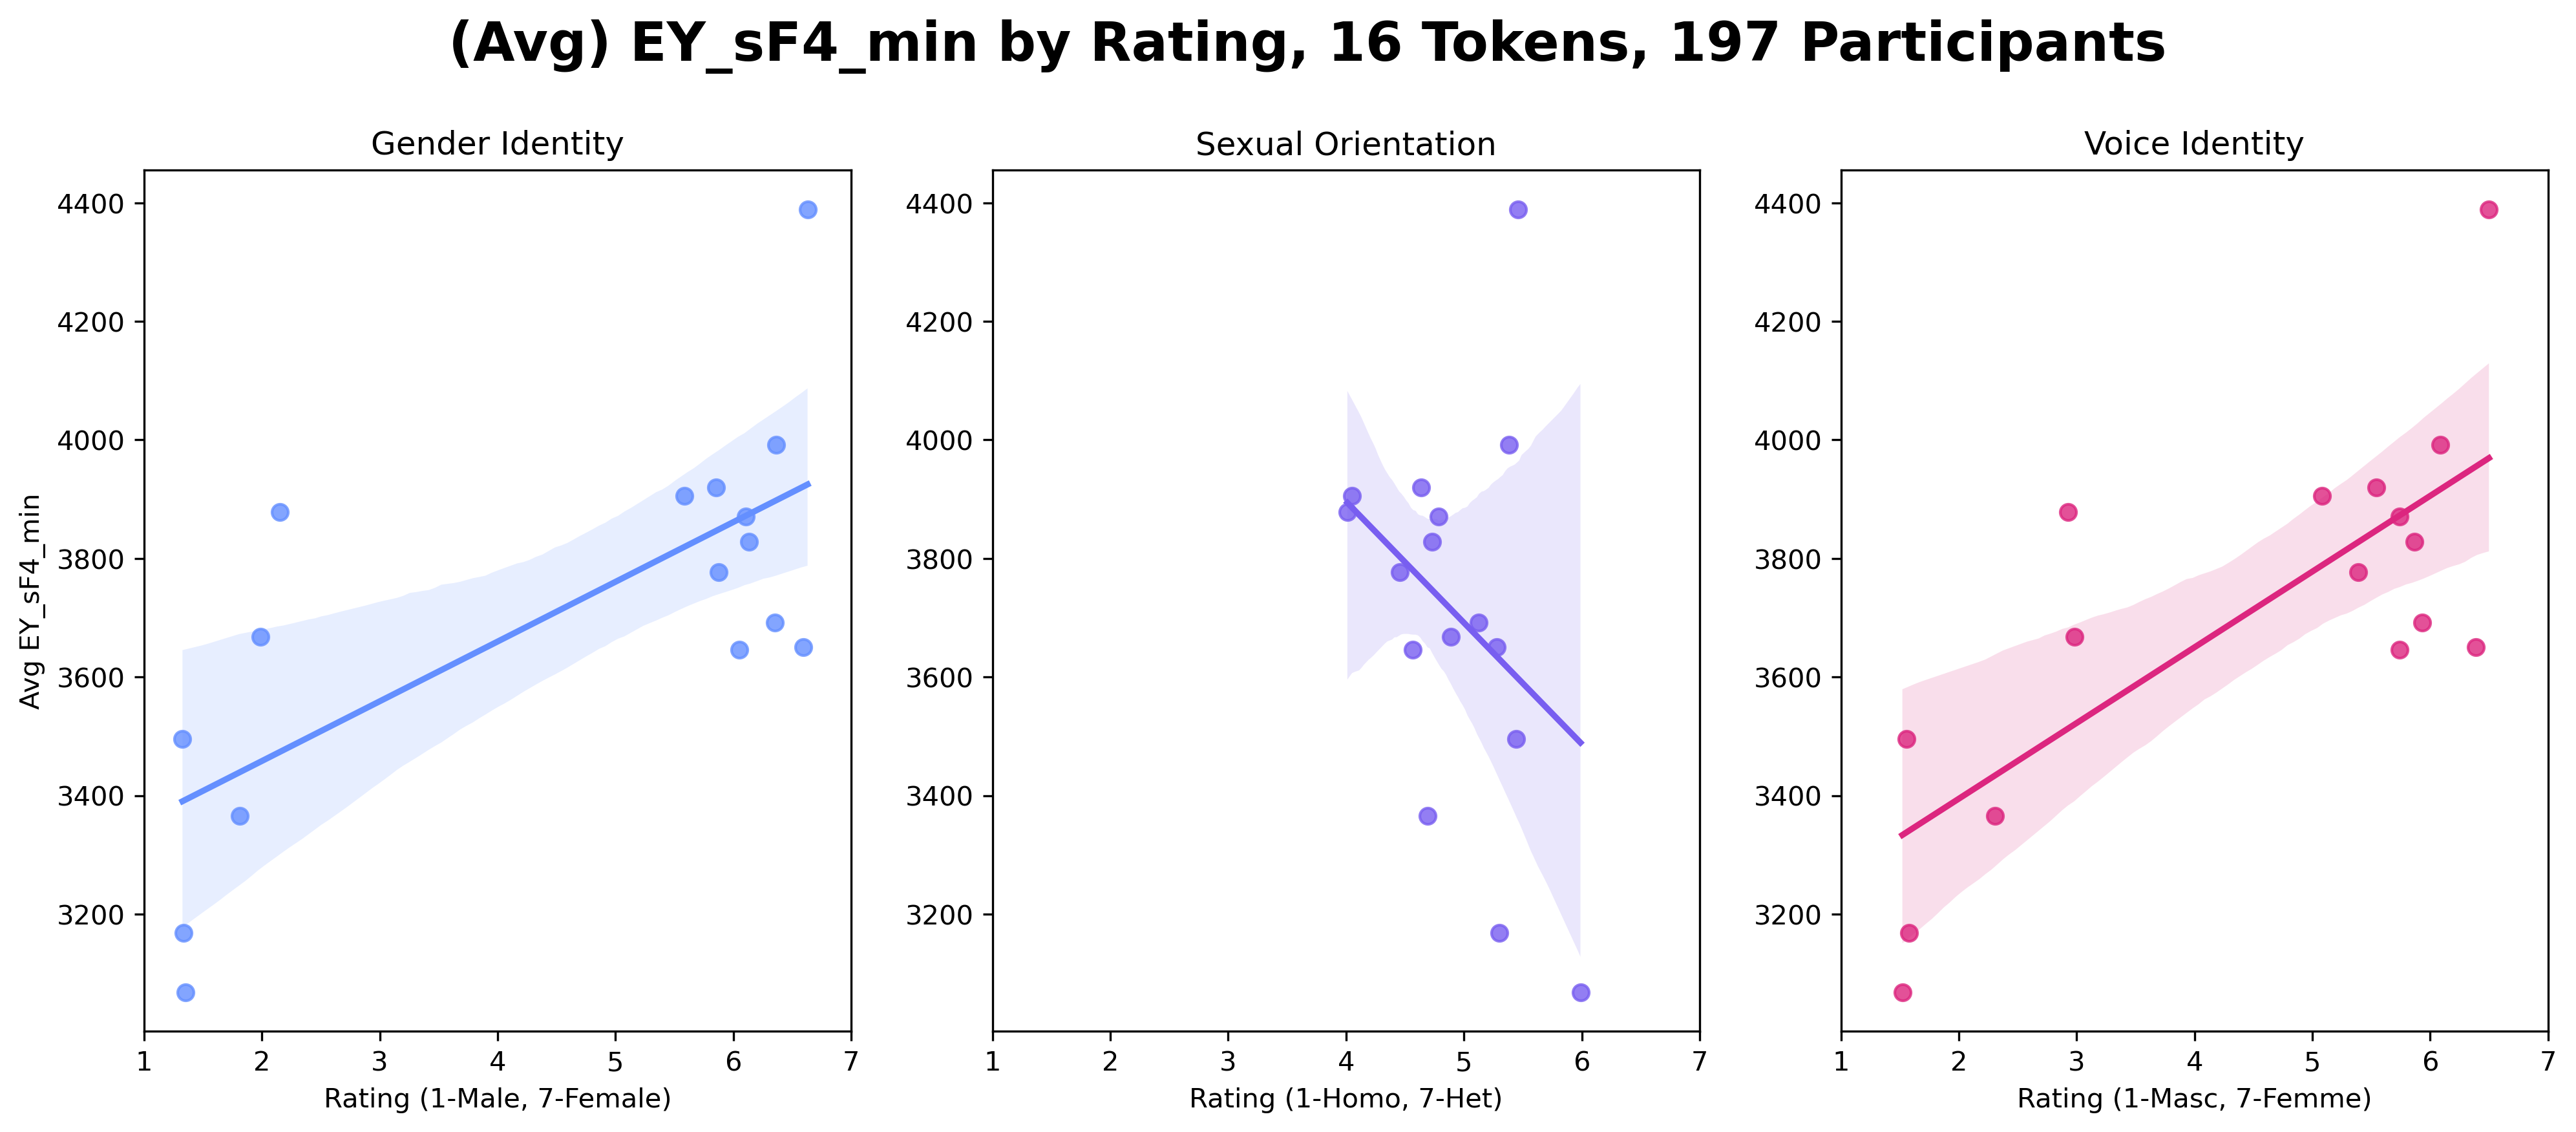 (Avg) EY_sF4_min by Rating, 16 Tokens, 197 Participants
Gender Identity
Avg EY_sF4_min
4400
4200
4000
3800
3600
3400
3200
1 2 3 4 5 6 7
Rating (1-Male, 7-Female)
Sexual Orientation
4400
4200
4000
3800
3600
3400
3200
1 2 3 4 5 6 7
Rating (1-Homo, 7-Het)
Voice Identity
4400
4200
4000
3800
3600
3400
3200
1 2 3 4 5 6 7
Rating (1-Masc, 7-Femme)